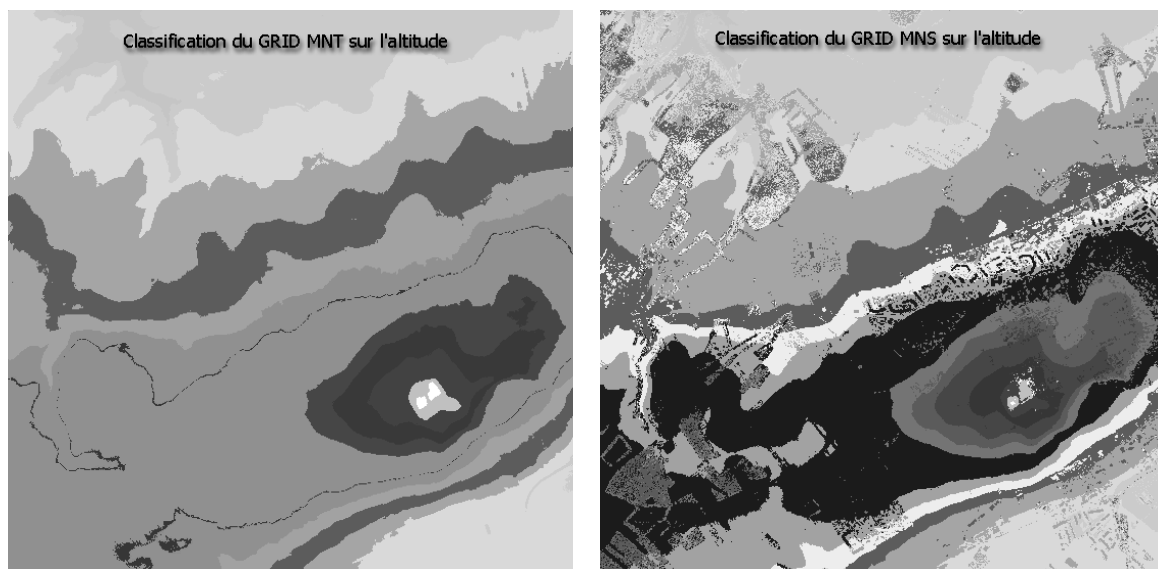 Classification du GRID MNT sur l'altitude
Classification du GRID MNS sur l'altitude